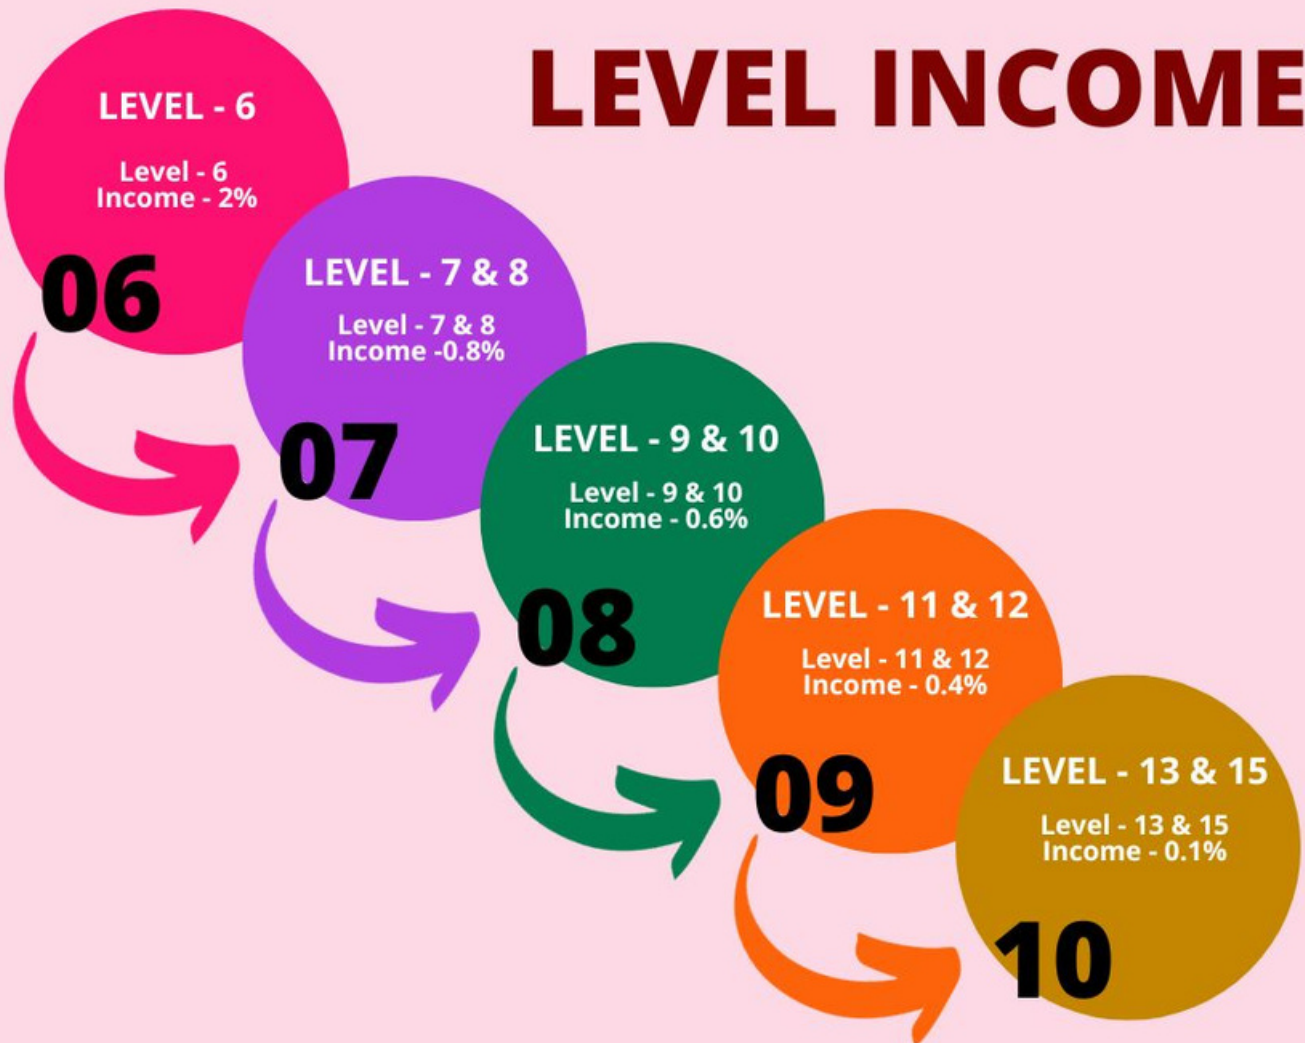 LEVEL INCOME
LEVEL - 6
Level - 6
Income - 2%
06
LEVEL - 7 & 8
Level - 7 & 8
Income -0.8%
07
LEVEL - 9 & 10
Level - 9 & 10
Income - 0.6%
08
LEVEL - 11 & 12
Level - 11 & 12
Income - 0.4%
09
LEVEL - 13 & 15
Level - 13 & 15
Income - 0.1%
10